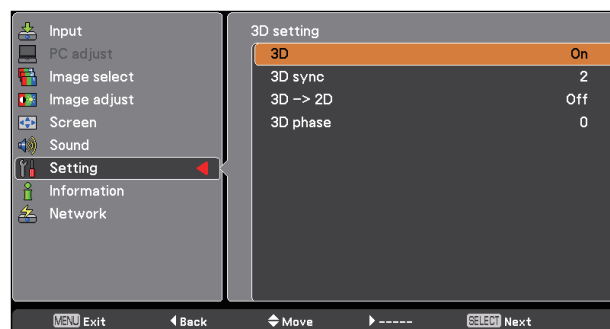 Input
PC adjust
Image select
Image adjust
Screen
Sound
Setting
Information
Network
3D setting
3D On
3D sync 2
3D –> 2D Off
3D phase 0
MENU Exit Back Move ----- SELECT Next